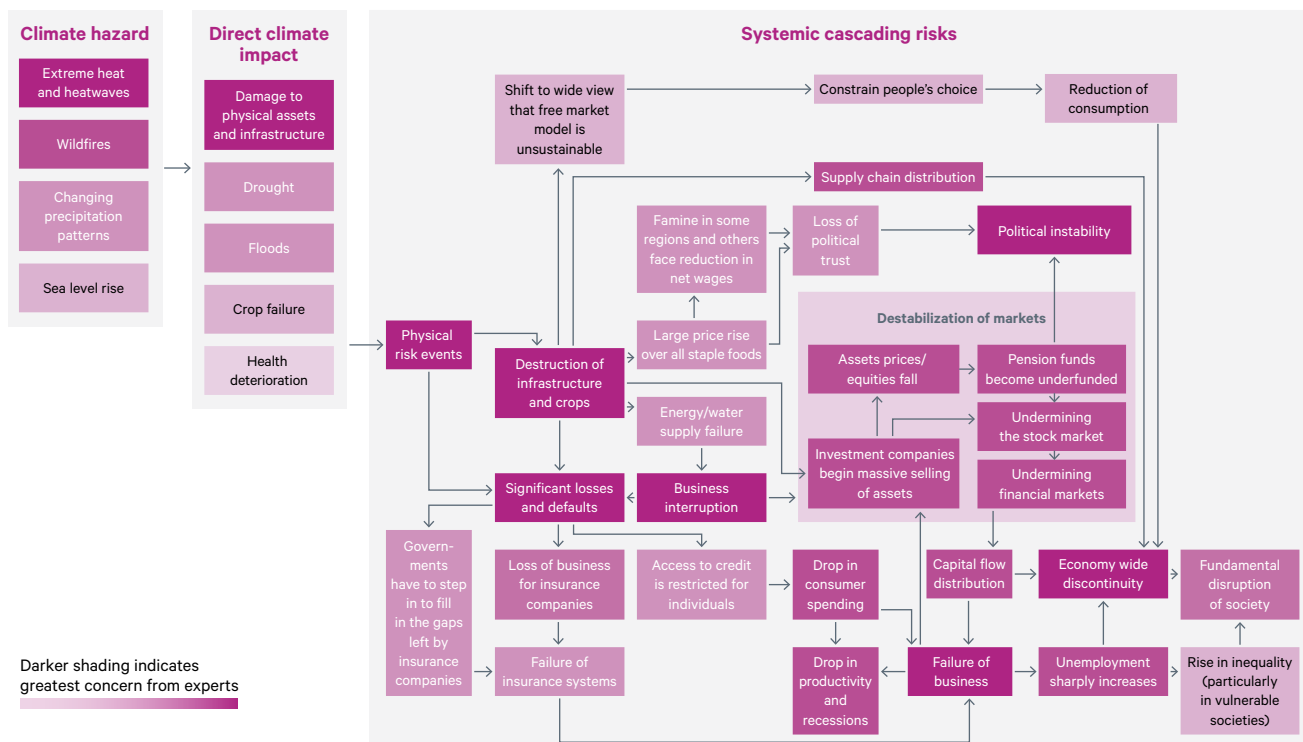 Climate hazard
Extreme heat
and heatwaves
Wildfires
Changing
precipitation
patterns
Sea level rise
Direct climate
impact
Damage to
physical assets
and infrastructure
Drought
Floods
Crop failure
Health
deterioration
Systemic cascading risks
Shift to wide view
that free market
model is
unsustainable
Constrain people's choice
Reduction of
consumption
Supply chain distribution
Famine in some
regions and others
face reduction in
net wages
Loss of
political
trust
Political instability
Physical
risk events
Destruction of
infrastructure
and crops
Large price rise
over all staple foods
Energy/water
supply failure
Destabilization of markets
Assets prices/
equities fall
Pension funds
become underfunded
Undermining
the stock market
Investment companies
begin massive selling
of assets
Undermining
financial markets
Significant losses
and defaults
Business
interruption
Govern-
ments
have to step
in to fill
in the gaps
left by
insurance
companies
Loss of business
for insurance
companies
Access to credit
is restricted for
individuals
Drop in
consumer
spending
Capital flow
distribution
Economy wide
discontinuity
Fundamental
disruption
of society
Failure of
insurance systems
Drop in
productivity
and
recessions
Failure of
business
Unemployment
sharply increases
Rise in inequality
(particularly
in vulnerable
societies)
Darker shading indicates
greatest concern from experts